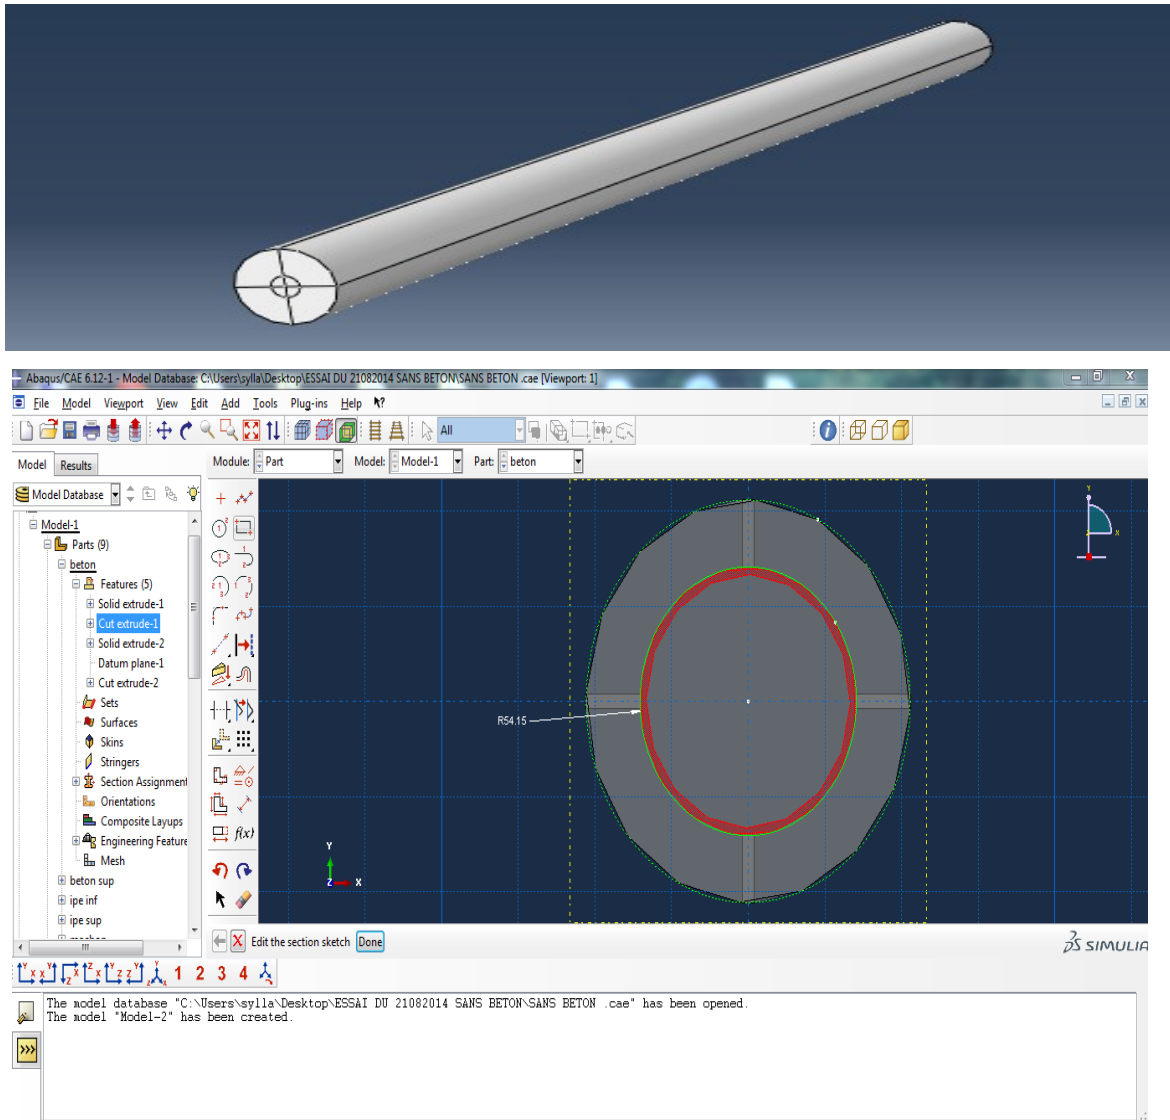 Abaqus/CAE 6.12-1 - Model Database: C:\Users\sylla\Desktop\ESSAI DU 21082014 SANS BETON\SANS BETON .cae [Viewport: 1]
File Model Viewport View Edit Add Tools Plug-ins Help
All
Model Results
Module: Part Model: Model-1 Part: beton
Model Database
Model-1
Parts (9)
beton
Features (5)
Solid extrude-1
Cut extrude-1
Solid extrude-2
Datum plane-1
Cut extrude-2
Sets
Surfaces
Skins
Stringers
Section Assignment
Orientations
Composite Layups
Engineering Feature
Mesh
beton sup
ipe inf
ipe sup
f(x)
R54.15
Y
X
Y
Z X
Edit the section sketch Done
SIMULIA
1 2 3 4
The model database "C:\Users\sylla\Desktop\ESSAI DU 21082014 SANS BETON\SANS BETON .cae" has been opened.
The model "Model-2" has been created.
>>>